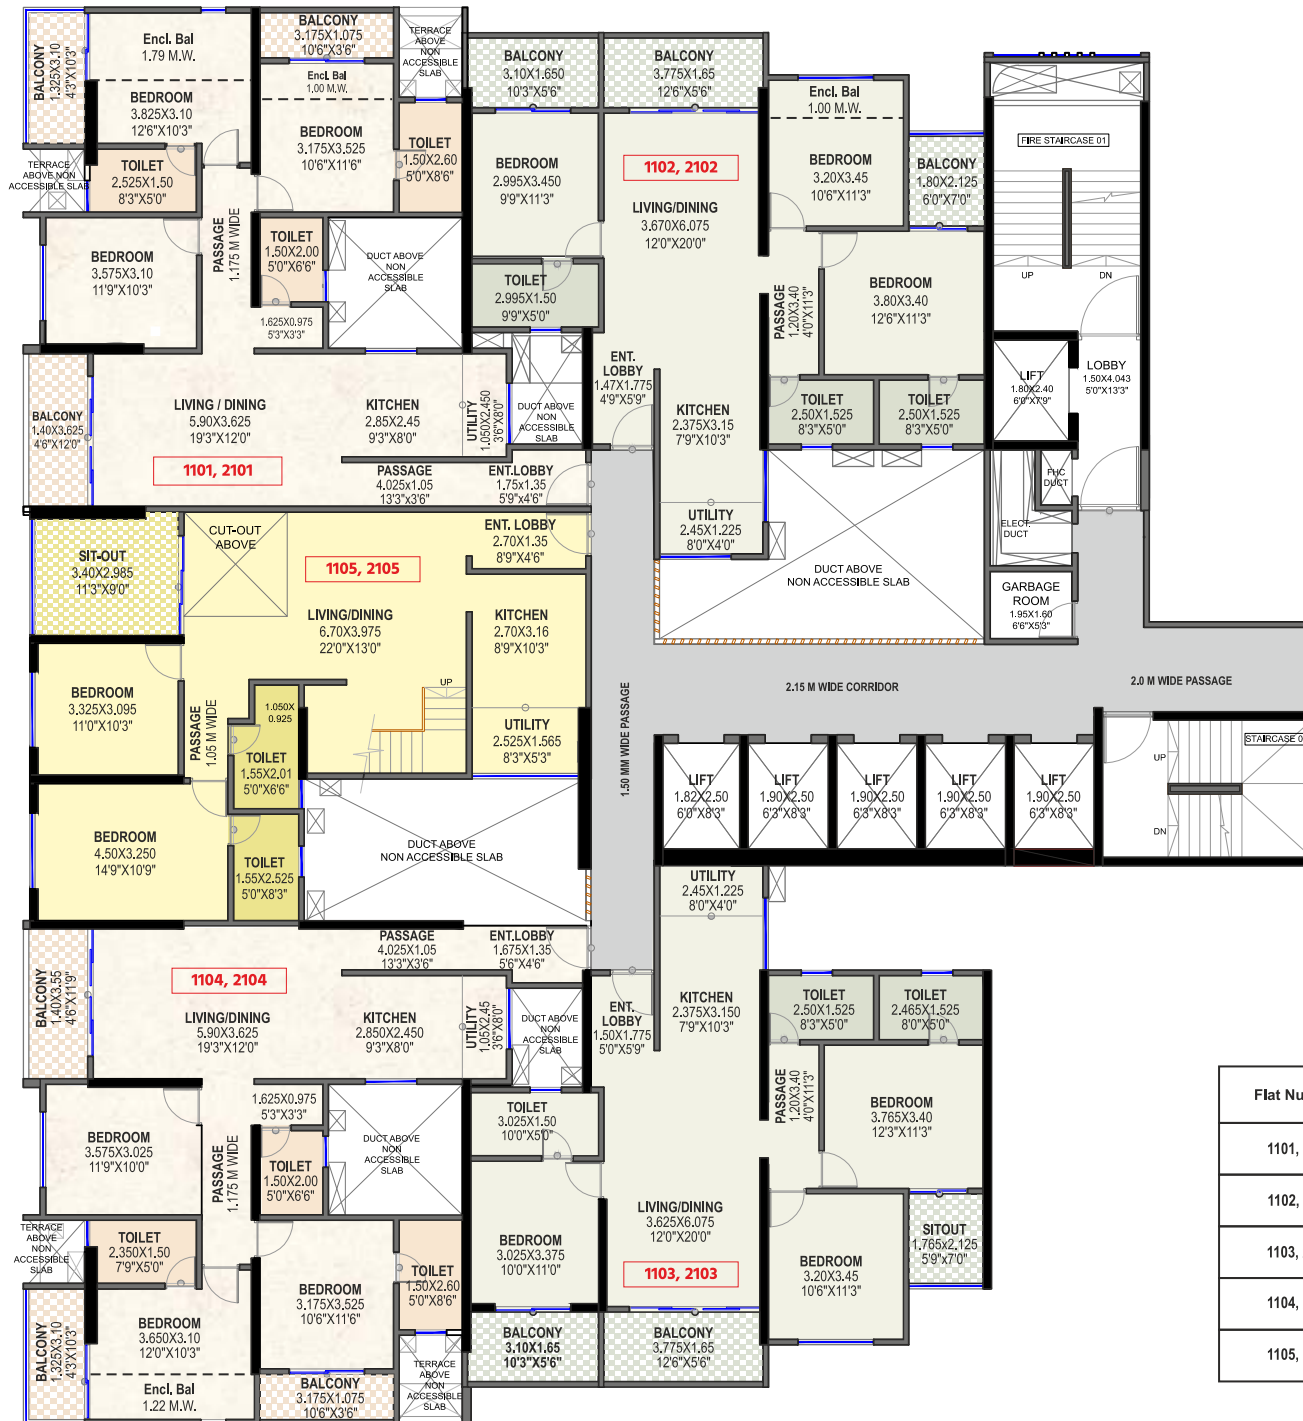 BALCONY
1.325X3.10
4'3"X10'3"
Encl. Bal
1.79 M.W.
BEDROOM
3.825X3.10
12'6"X10'3"
BALCONY
3.175X1.075
10'6"X3'6"
Encl. Bal
1.00 M.W.
BEDROOM
3.175X3.525
10'6"X11'6"
TERRACE
ABOVE
NON
ACCESSIBLE
SLAB
TOILET
1.50X2.60
5'0"X8'6"
TERRACE
ABOVE NON
ACCESSIBLE SLAB
TOILET
2.525X1.50
8'3"X5'0"
BEDROOM
3.575X3.10
11'9"X10'3"
PASSAGE
1.175 M WIDE
TOILET
1.50X2.00
5'0"X6'6"
DUCT ABOVE
NON
ACCESSIBLE
SLAB
1.625X0.975
5'3"X3'3"
BALCONY
1.40X3.625
4'6"X12'0"
LIVING / DINING
5.90X3.625
19'3"X12'0"
1101, 2101
KITCHEN
2.85X2.45
9'3"X8'0"
UTILITY
1.050X2.450
3'6"X8'0"
DUCT ABOVE
NON
ACCESSIBLE
SLAB
PASSAGE
4.025x1.05
13'3"x3'6"
ENT.LOBBY
1.75x1.35
5'9"x4'6"
BALCONY
3.10X1.650
10'3"X5'6"
BALCONY
3.775X1.65
12'6"X5'6"
BEDROOM
2.995X3.450
9'9"X11'3"
1102, 2102
LIVING/DINING
3.670X6.075
12'0"X20'0"
Encl. Bal
1.00 M.W.
BEDROOM
3.20X3.45
10'6"X11'3"
BALCONY
1.80X2.125
6'0"X7'0"
TOILET
2.995X1.50
9'9"X5'0"
PASSAGE
1.20X3.40
4'0"X11'3"
BEDROOM
3.80X3.40
12'6"X11'3"
ENT.
LOBBY
1.47X1.775
4'9"X5'9"
KITCHEN
2.375X3.15
7'9"X10'3"
TOILET
2.50X1.525
8'3"X5'0"
TOILET
2.50X1.525
8'3"X5'0"
UTILITY
2.45X1.225
8'0"X4'0"
DUCT ABOVE
NON ACCESSIBLE SLAB
FIRE STAIRCASE 01
UP
DN
LIFT
1.80X2.40
6'0"X7'9"
LOBBY
1.50X4.043
5'0"X13'3"
FHC
DUCT
ELECT.
DUCT
GARBAGE
ROOM
1.95X1.60
6'6"X5'3"
SIT-OUT
3.40X2.985
11'3"X9'0"
CUT-OUT
ABOVE
1105, 2105
ENT. LOBBY
2.70X1.35
8'9"X4'6"
LIVING/DINING
6.70X3.975
22'0"X13'0"
KITCHEN
2.70X3.16
8'9"X10'3"
BEDROOM
3.325X3.095
11'0"X10'3"
PASSAGE
1.05 M WIDE
1.050X
0.925
UP
TOILET
1.55X2.01
5'0"X6'6"
UTILITY
2.525X1.565
8'3"X5'3"
BEDROOM
4.50X3.250
14'9"X10'9"
TOILET
1.55X2.525
5'0"X8'3"
DUCT ABOVE
NON ACCESSIBLE SLAB
1.50 MM WIDE PASSAGE
2.15 M WIDE CORRIDOR
2.0 M WIDE PASSAGE
LIFT
1.82X2.50
6'0"X8'3"
LIFT
1.90X2.50
6'3"X8'3"
LIFT
1.90X2.50
6'3"X8'3"
LIFT
1.90X2.50
6'3"X8'3"
LIFT
1.90X2.50
6'3"X8'3"
STAIRCASE 0
UP
DN
PASSAGE
4.025X1.05
13'3"X3'6"
ENT.LOBBY
1.675X1.35
5'6"X4'6"
BALCONY
1.40X3.55
4'6"X11'9"
1104, 2104
LIVING/DINING
5.90X3.625
19'3"X12'0"
KITCHEN
2.850X2.450
9'3"X8'0"
UTILITY
1.05X2.45
3'6"X8'0"
DUCT ABOVE
NON
ACCESSIBLE
SLAB
1.625X0.975
5'3"X3'3"
BEDROOM
3.575X3.025
11'9"X10'0"
PASSAGE
1.175 M WIDE
TOILET
1.50X2.00
5'0"X6'6"
DUCT ABOVE
NON
ACCESSIBLE
SLAB
TERRACE
ABOVE
NON
ACCESSIBLE
SLAB
TOILET
2.350X1.50
7'9"X5'0"
BEDROOM
3.175X3.525
10'6"X11'6"
TOILET
1.50X2.60
5'0"X8'6"
BALCONY
1.325X3.10
4'3"X10'3"
BEDROOM
3.650X3.10
12'0"X10'3"
Encl. Bal
1.22 M.W.
BALCONY
3.175X1.075
10'6"X3'6"
TERRACE
ABOVE
NON
ACCESSIBLE
SLAB
UTILITY
2.45X1.225
8'0"X4'0"
KITCHEN
2.375X3.150
7'9"X10'3"
ENT.
LOBBY
1.50X1.775
5'0"X5'9"
TOILET
2.50X1.525
8'3"X5'0"
TOILET
2.465X1.525
8'0"X5'0"
TOILET
3.025X1.50
10'0"X5'0"
PASSAGE
1.20X3.40
4'0"X11'3"
BEDROOM
3.765X3.40
12'3"X11'3"
BEDROOM
3.025X3.375
10'0"X11'0"
LIVING/DINING
3.625X6.075
12'0"X20'0"
1103, 2103
BEDROOM
3.20X3.45
10'6"X11'3"
SITOUT
1.765x2.125
5'9"x7'0"
BALCONY
3.10X1.65
10'3"X5'6"
BALCONY
3.775X1.65
12'6"X5'6"
Flat Nu
1101,
1102,
1103,
1104,
1105,